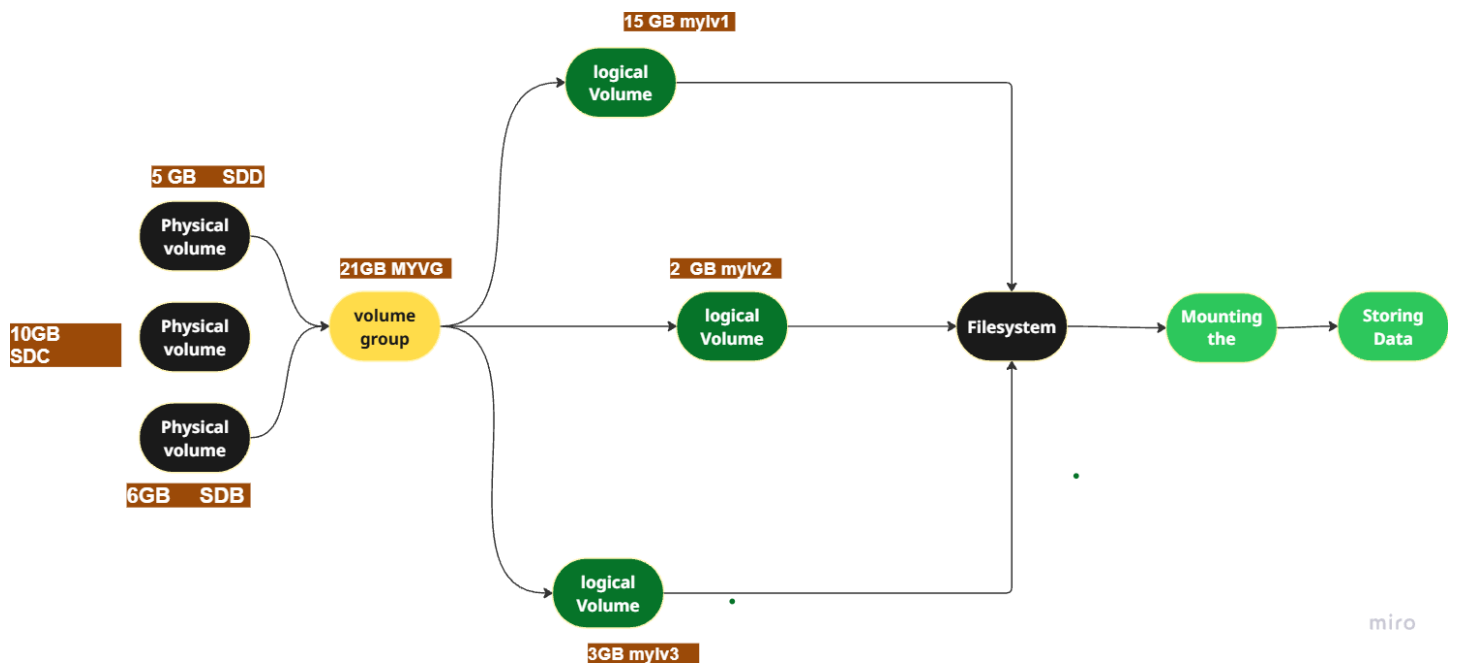 15 GB mylv1
logical
Volume
5 GB SDD
Physical
volume
21GB MYVG
volume
group
2 GB mylv2
logical
Volume
10GB
SDC
Physical
volume
Filesystem
Mounting
the
Storing
Data
Physical
volume
6GB SDB
logical
Volume
3GB mylv3
miro